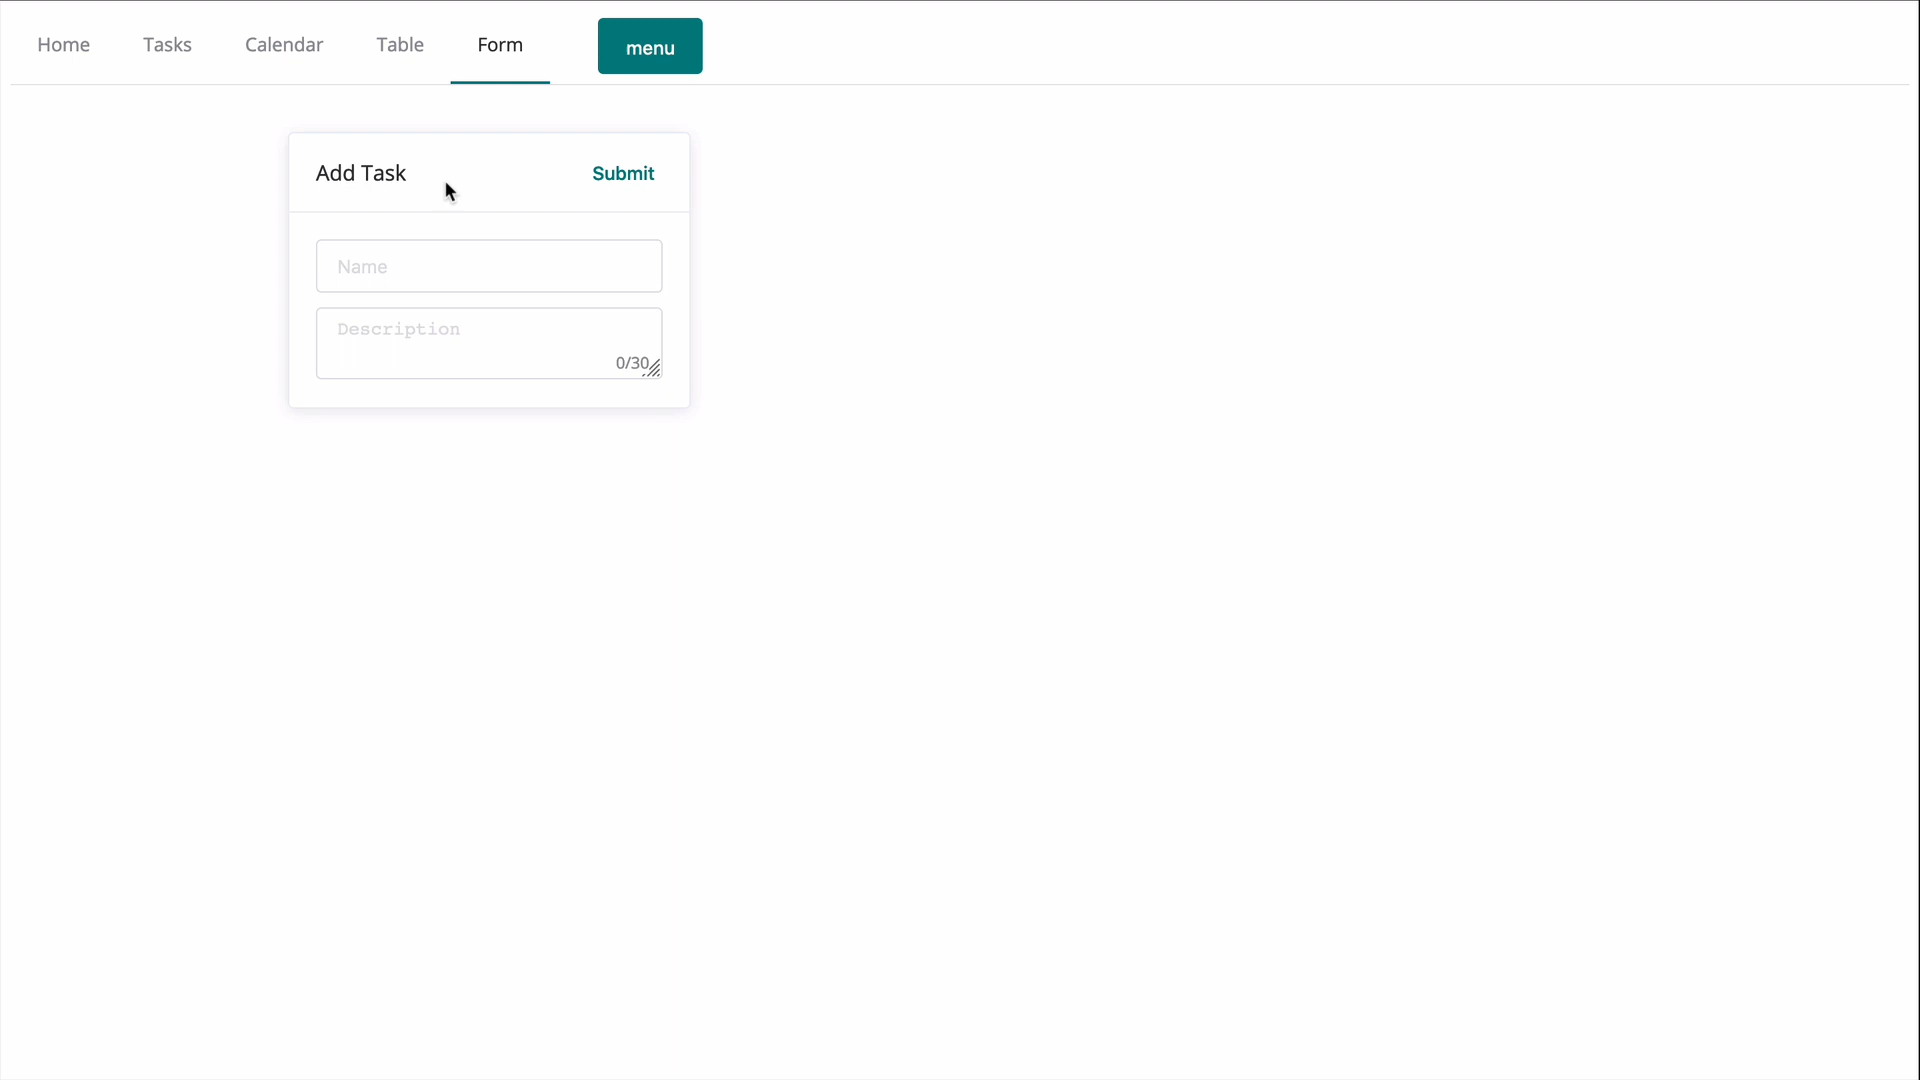 Home Tasks Calendar Table Form menu
Add Task Submit
Name
Description
0/30